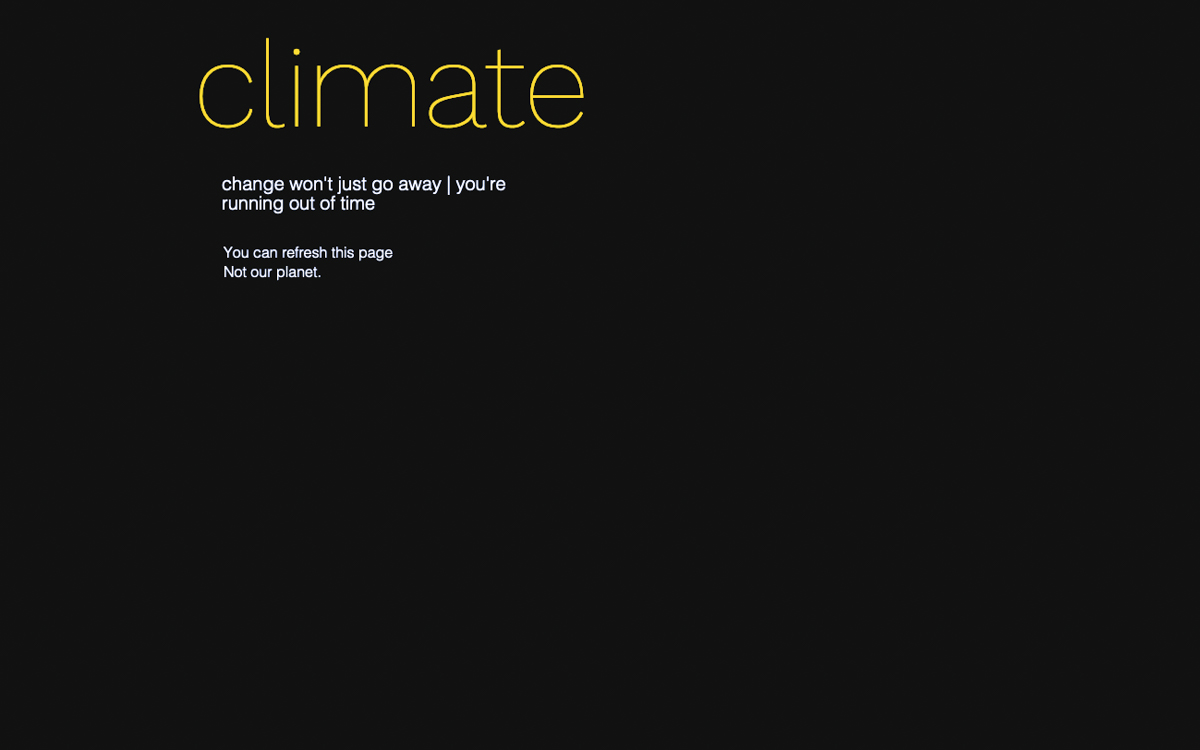 climate
change won't just go away | you're
running out of time
You can refresh this page
Not our planet.